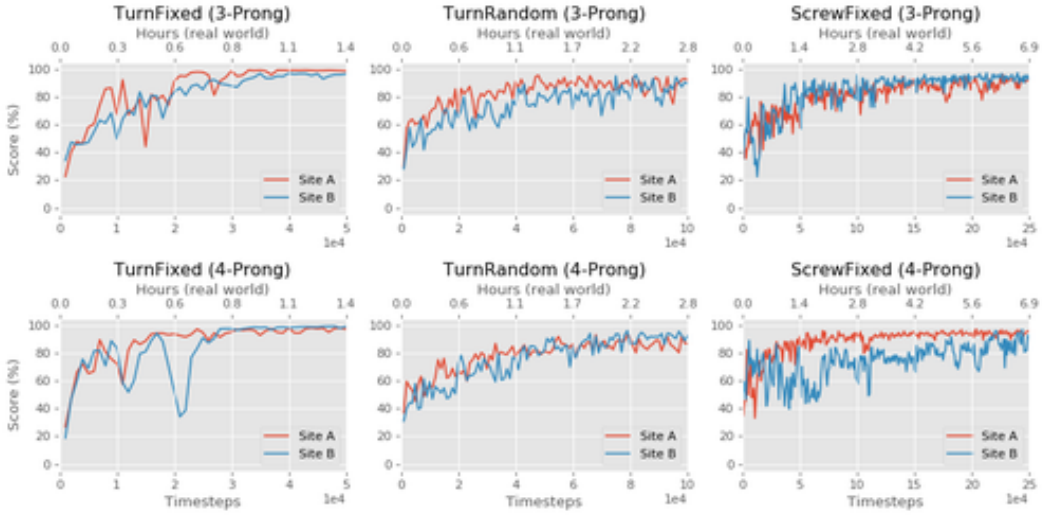 TurnFixed (3-Prong) TurnRandom (3-Prong) ScrewFixed (3-Prong)
Hours (real world) Hours (real world) Hours (real world)
0.0 0.3 0.6 0.8 1.1 1.4 0.0 0.6 1.1 1.7 2.2 2.8 0.0 1.4 2.8 4.2 5.6 6.9
100 100 100
80 80 80
60 60 60
40 40 40
20 20 20
0 0 0
Score (%)
Site A Site A Site A
Site B Site B Site B
0 1 2 3 4 5 0 2 4 6 8 10 0 5 10 15 20 25
1e4 1e4 1e4
TurnFixed (4-Prong) TurnRandom (4-Prong) ScrewFixed (4-Prong)
Hours (real world) Hours (real world) Hours (real world)
0.0 0.3 0.6 0.8 1.1 1.4 0.0 0.6 1.1 1.7 2.2 2.8 0.0 1.4 2.8 4.2 5.6 6.9
100 100 100
80 80 80
60 60 60
40 40 40
20 20 20
0 0 0
Score (%)
Site A Site A Site A
Site B Site B Site B
0 1 2 3 4 5 0 2 4 6 8 10 0 5 10 15 20 25
Timesteps 1e4 Timesteps 1e4 Timesteps 1e4